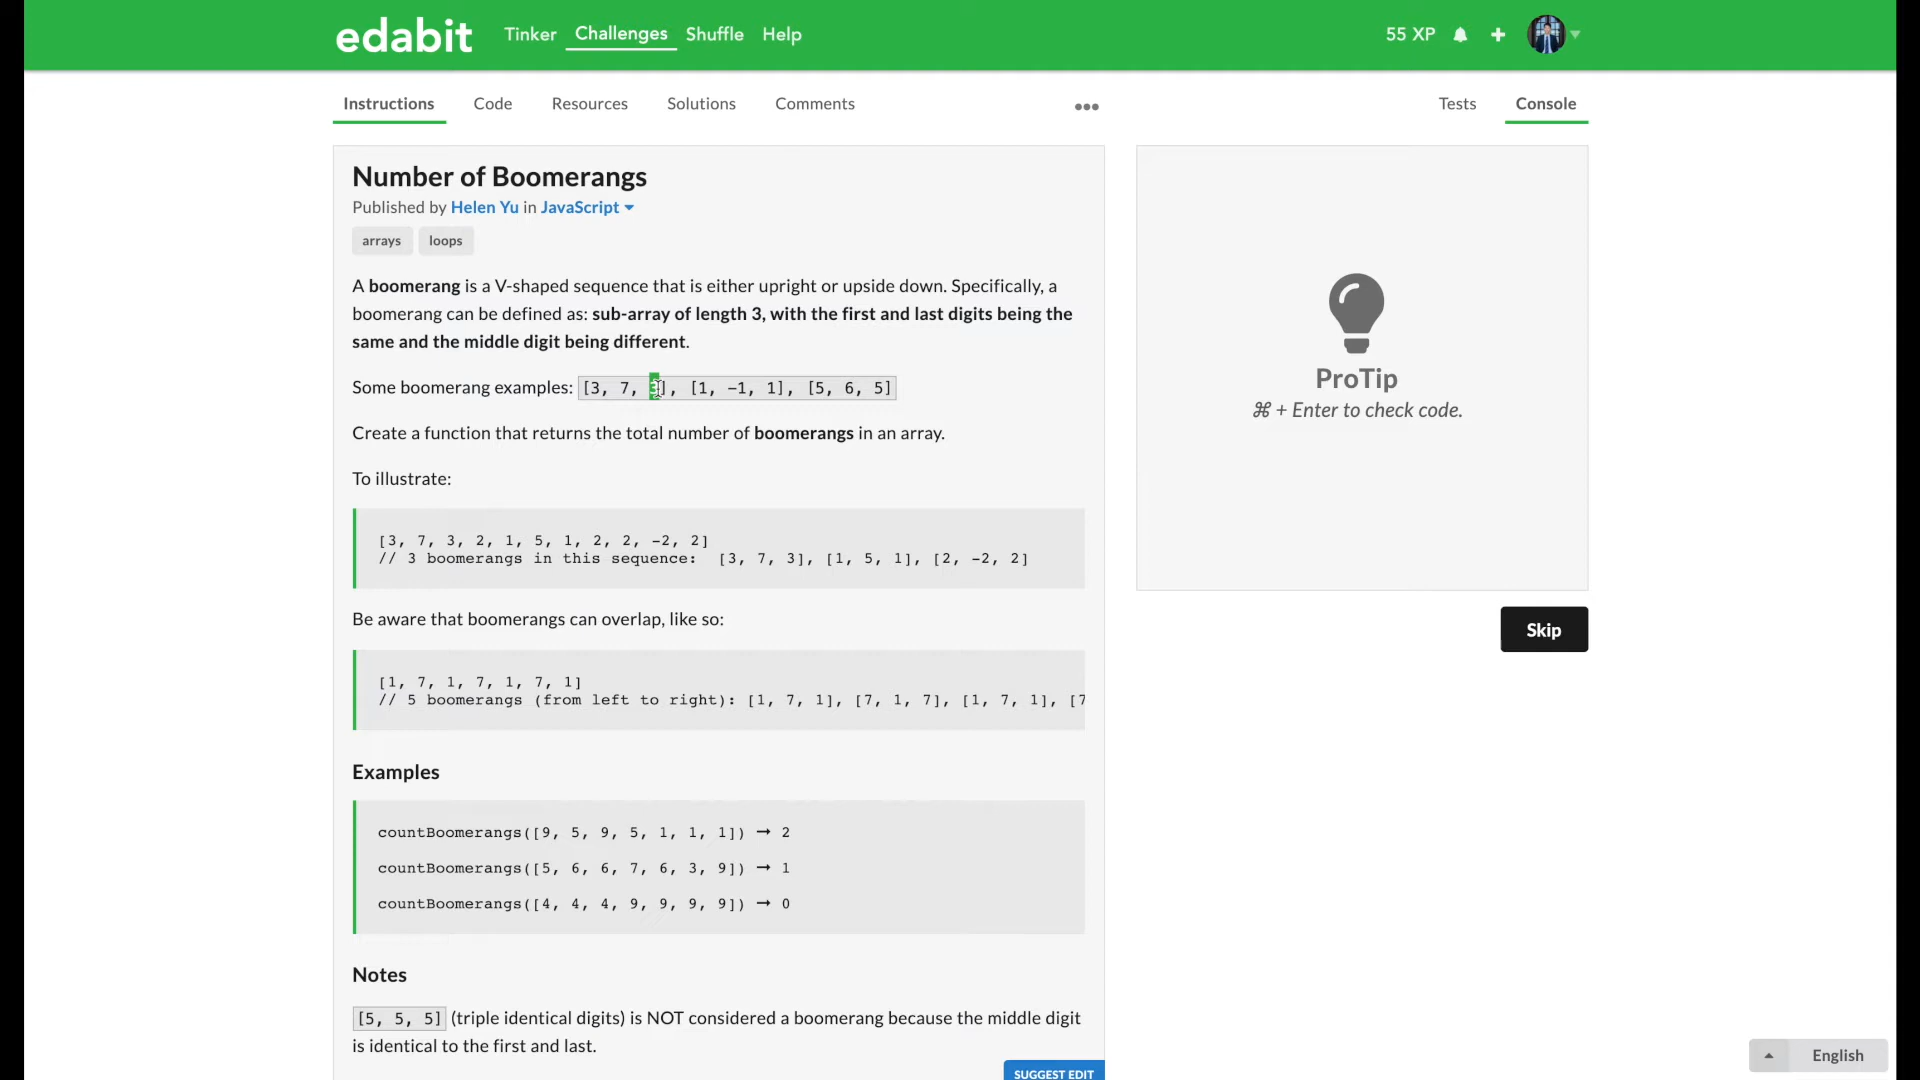 edabit Tinker Challenges Shuffle Help 55 XP
Instructions Code Resources Solutions Comments Tests Console
Number of Boomerangs
Published by Helen Yu in JavaScript
arrays loops
A boomerang is a V-shaped sequence that is either upright or upside down. Specifically, a
boomerang can be defined as: sub-array of length 3, with the first and last digits being the
same and the middle digit being different.
Some boomerang examples: [3, 7, 3], [1, -1, 1], [5, 6, 5]
Create a function that returns the total number of boomerangs in an array.
To illustrate:
[3, 7, 3, 2, 1, 5, 1, 2, 2, -2, 2]
// 3 boomerangs in this sequence:  [3, 7, 3], [1, 5, 1], [2, -2, 2]
Be aware that boomerangs can overlap, like so:
[1, 7, 1, 7, 1, 7, 1]
// 5 boomerangs (from left to right): [1, 7, 1], [7, 1, 7], [1, 7, 1], [7
Examples
countBoomerangs([9, 5, 9, 5, 1, 1, 1]) → 2
countBoomerangs([5, 6, 6, 7, 6, 3, 9]) → 1
countBoomerangs([4, 4, 4, 9, 9, 9, 9]) → 0
Notes
[5, 5, 5] (triple identical digits) is NOT considered a boomerang because the middle digit
is identical to the first and last.
SUGGEST EDIT
ProTip
⌘ + Enter to check code.
Skip
English